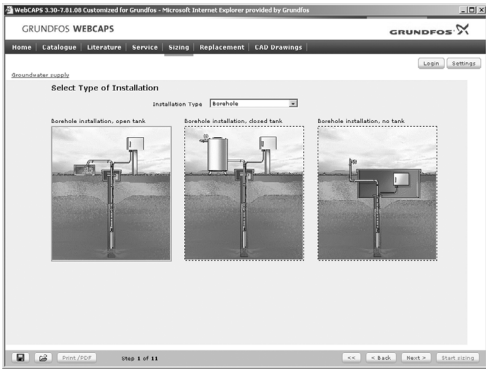 WebCAPS 3.30-7.01.08 Customized for Grundfos - Microsoft Internet Explorer provided by Grundfos
GRUNDFOS WEBCAPS
GRUNDFOS
Home Catalogue Literature Service Sizing Replacement CAD Drawings
Login Settings
Groundwater supply
Select Type of Installation
Installation Type Borehole
Borehole installation, open tank Borehole installation, closed tank Borehole installation, no tank
Print/PDF Step 1 of 11 << < Back Next > Start sizing